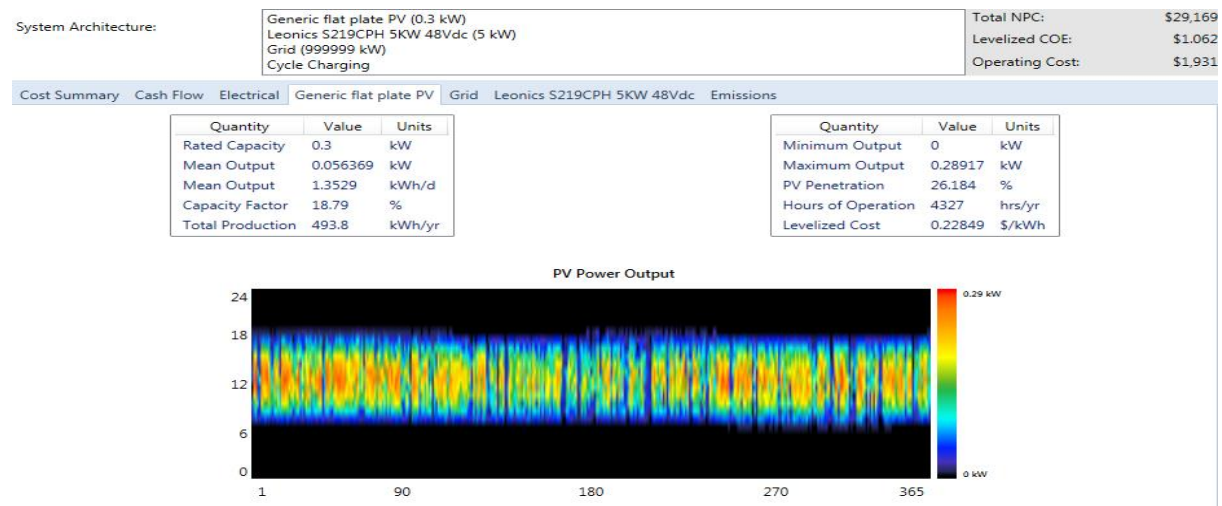 System Architecture:
Generic flat plate PV (0.3 kW)
Leonics S219CPH 5KW 48Vdc (5 kW)
Grid (999999 kW)
Cycle Charging
Total NPC: $29,169
Levelized COE: $1.062
Operating Cost: $1,931
Cost Summary Cash Flow Electrical Generic flat plate PV Grid Leonics S219CPH 5KW 48Vdc Emissions
Quantity Value Units
Rated Capacity 0.3 kW
Mean Output 0.056369 kW
Mean Output 1.3529 kWh/d
Capacity Factor 18.79 %
Total Production 493.8 kWh/yr
Quantity Value Units
Minimum Output 0 kW
Maximum Output 0.28917 kW
PV Penetration 26.184 %
Hours of Operation 4327 hrs/yr
Levelized Cost 0.22849 $/kWh
PV Power Output
24
18
12
6
0
1 90 180 270 365
0.29 kW
0 kW